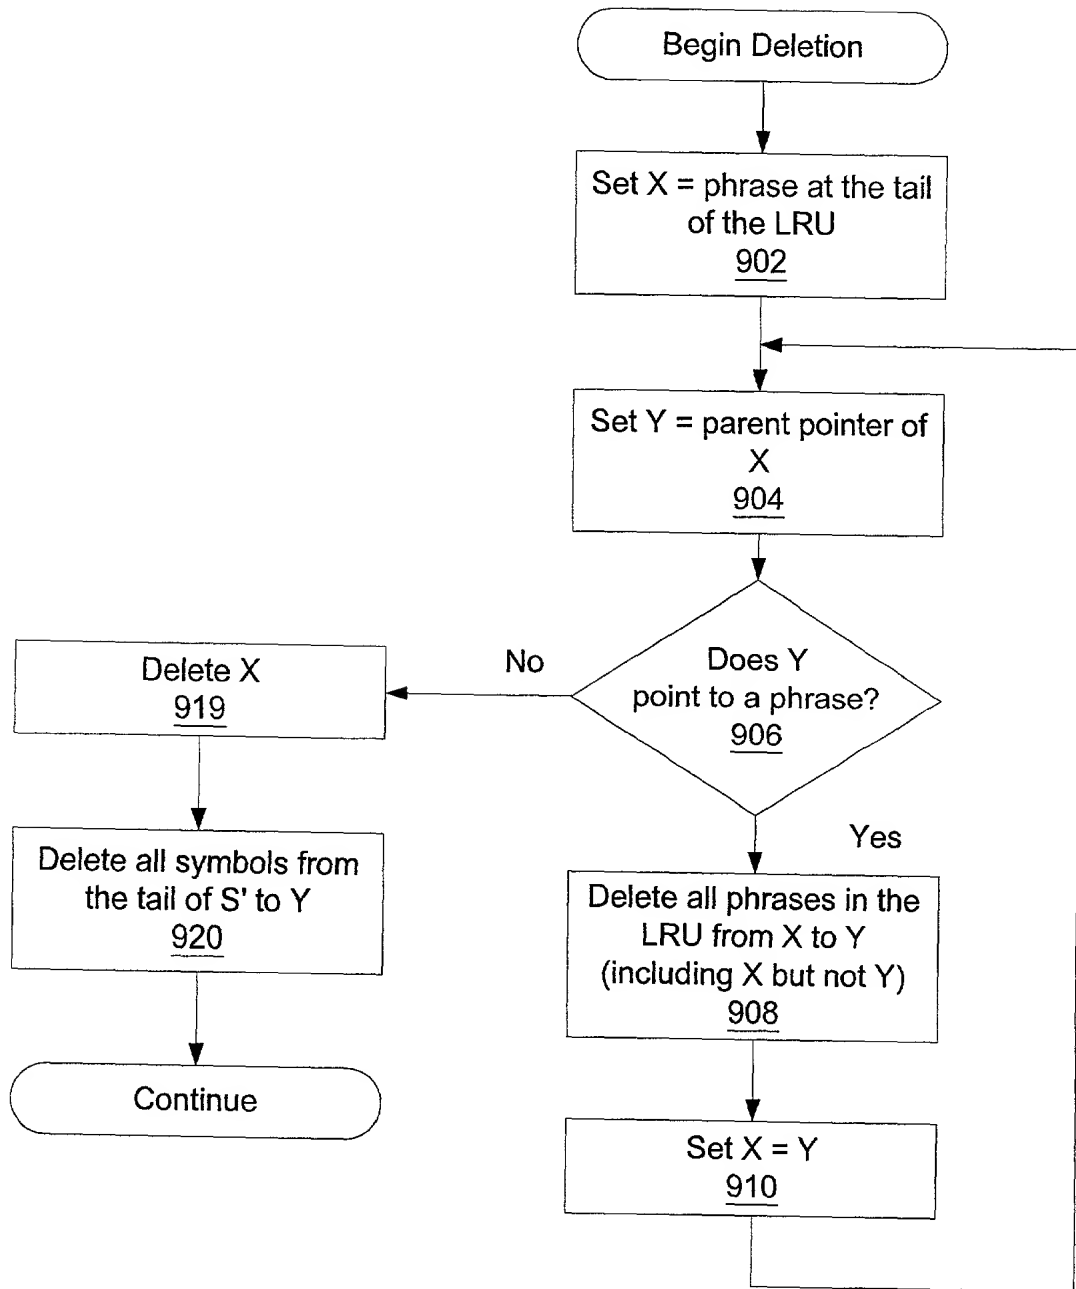 Begin Deletion
Set X = phrase at the tail
of the LRU
902
Set Y = parent pointer of
X
904
Does Y
point to a phrase?
906
No
Yes
Delete X
919
Delete all symbols from
the tail of S' to Y
920
Continue
Delete all phrases in the
LRU from X to Y
(including X but not Y)
908
Set X = Y
910